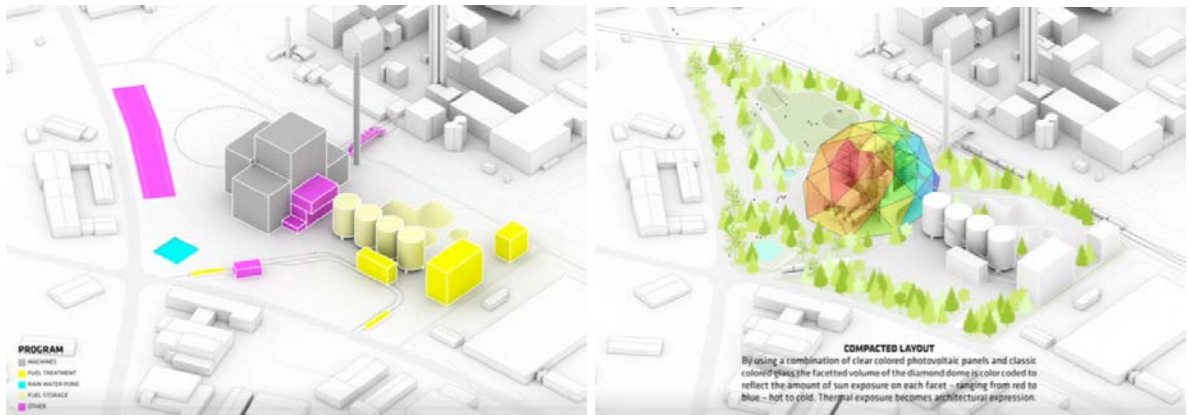 PROGRAM
MACHINES
FUEL TREATMENT
RAIN WATER POND
FUEL STORAGE
OTHER
COMPACTED LAYOUT
By using a combination of clear colored photovoltaic panels and classic
colored glass the facetted volume of the diamond dome is color coded to
reflect the amount of sun exposure on each facet – ranging from red to
blue – hot to cold. Thermal exposure becomes architectural expression.